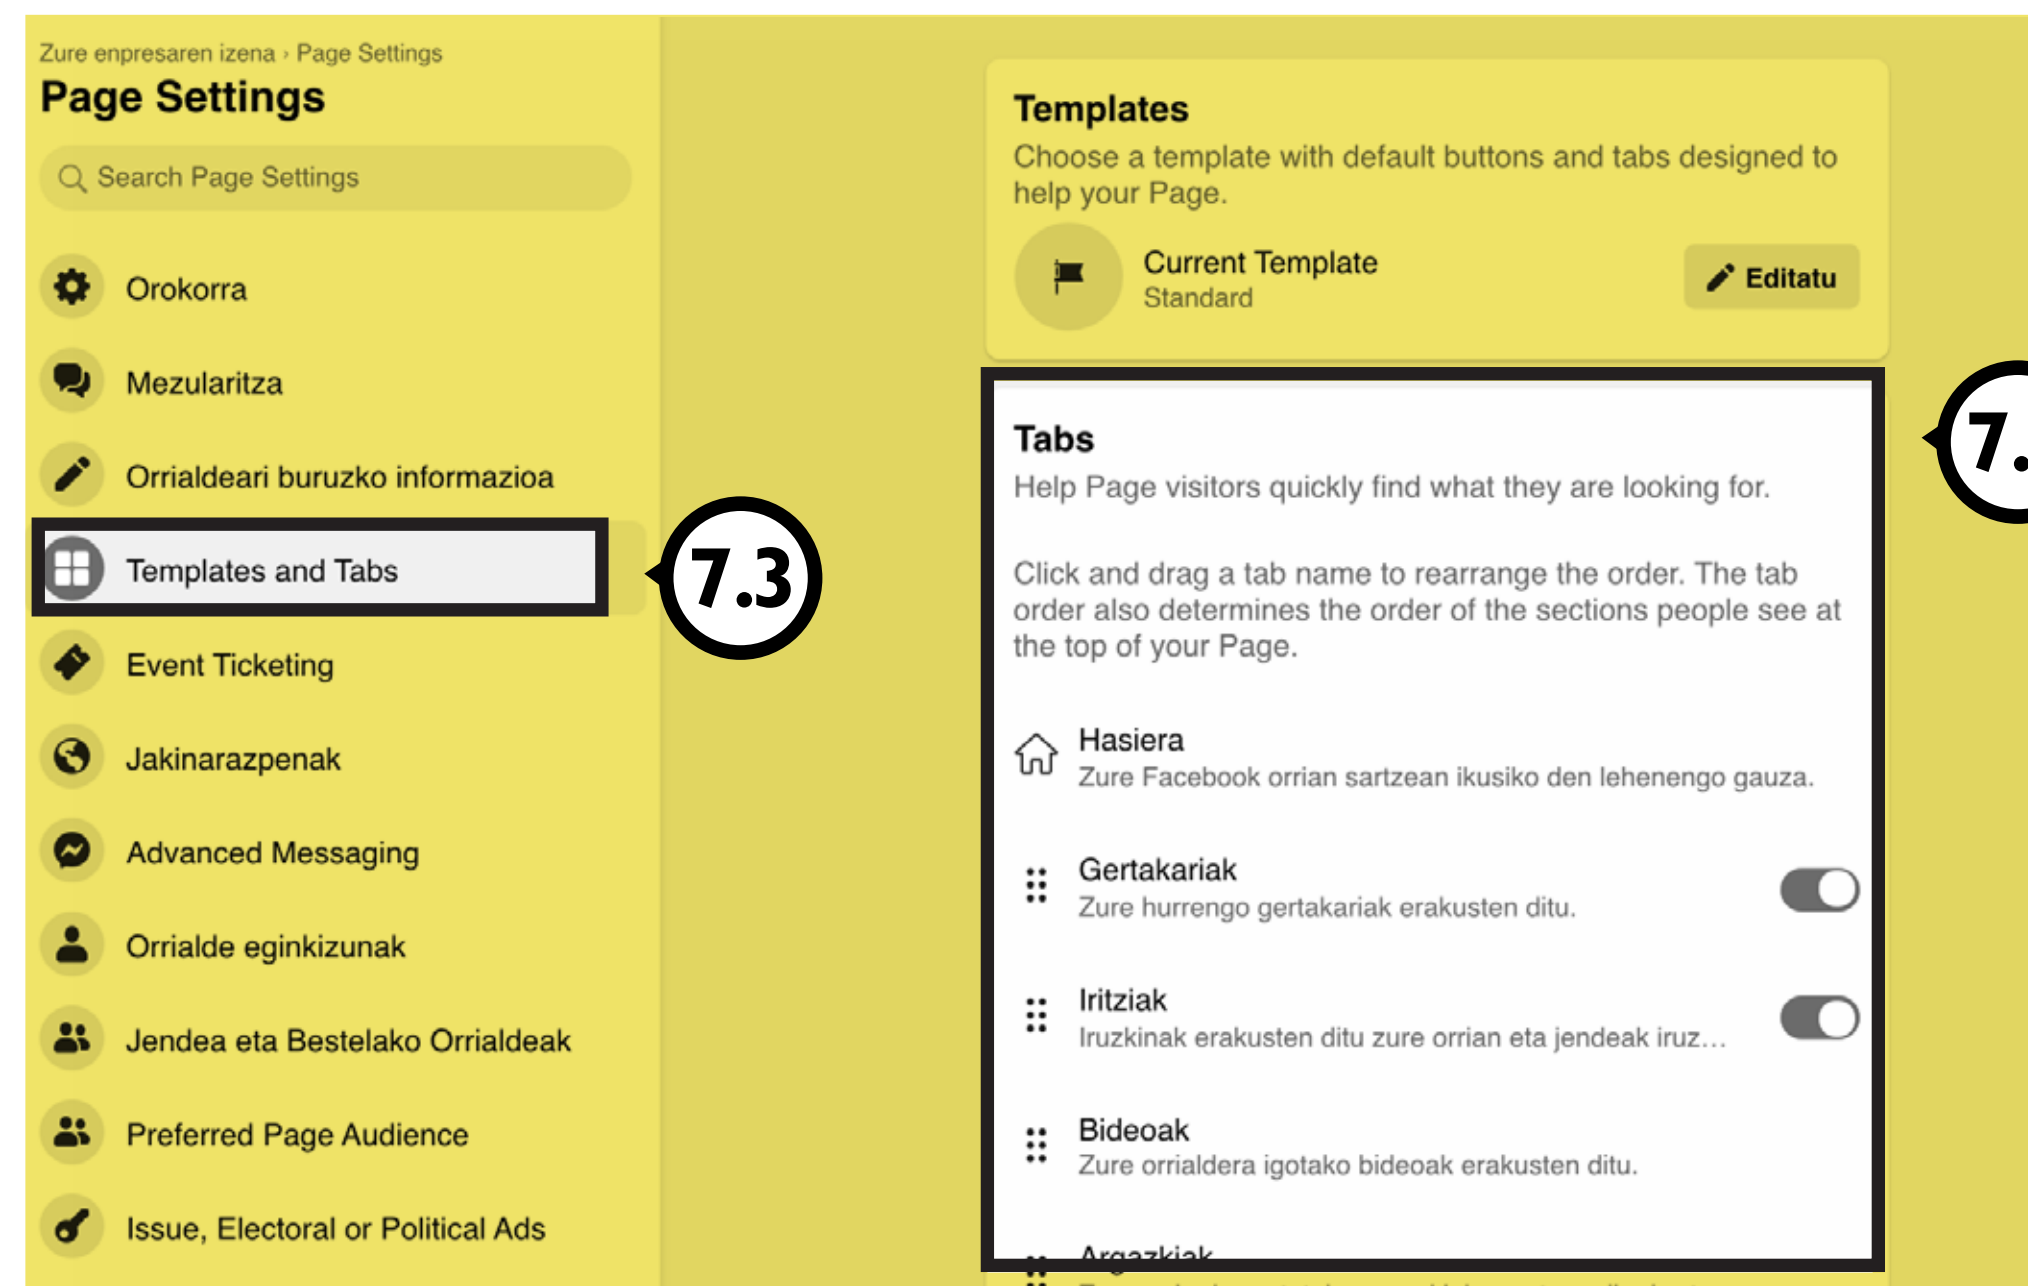 Zure enpresaren izena › Page Settings
Page Settings
Search Page Settings
Orokorra
Mezularitza
Orrialdeari buruzko informazioa
Templates and Tabs
7.3
Event Ticketing
Jakinarazpenak
Advanced Messaging
Orrialde eginkizunak
Jendea eta Bestelako Orrialdeak
Preferred Page Audience
Issue, Electoral or Political Ads
Templates
Choose a template with default buttons and tabs designed to
help your Page.
Current Template
Standard
Editatu
7.
Tabs
Help Page visitors quickly find what they are looking for.
Click and drag a tab name to rearrange the order. The tab
order also determines the order of the sections people see at
the top of your Page.
Hasiera
Zure Facebook orrian sartzean ikusiko den lehenengo gauza.
Gertakariak
Zure hurrengo gertakariak erakusten ditu.
Iritziak
Iruzkinak erakusten ditu zure orrian eta jendeak iruz...
Bideoak
Zure orrialdera igotako bideoak erakusten ditu.
Argazkiak